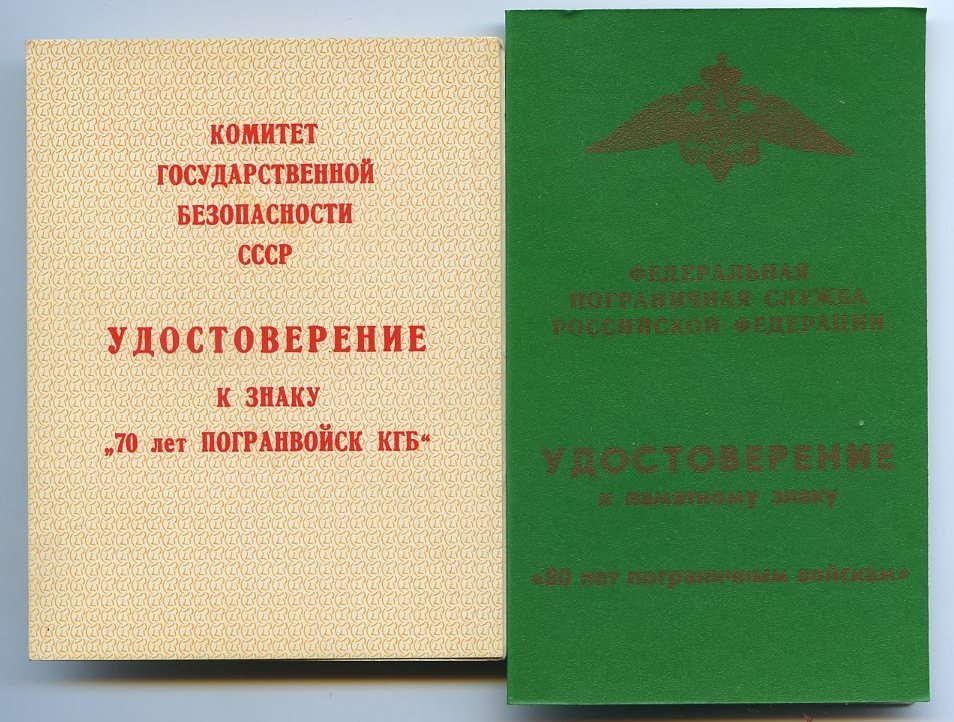 КОМИТЕТ
ГОСУДАРСТВЕННОЙ
БЕЗОПАСНОСТИ
СССР
УДОСТОВЕРЕНИЕ
К ЗНАКУ
„70 лет ПОГРАНВОЙСК КГБ“
ФЕДЕРАЛЬНАЯ
ПОГРАНИЧНАЯ СЛУЖБА
РОССИЙСКОЙ ФЕДЕРАЦИИ
УДОСТОВЕРЕНИЕ
к памятному знаку
«80 лет пограничным войскам»